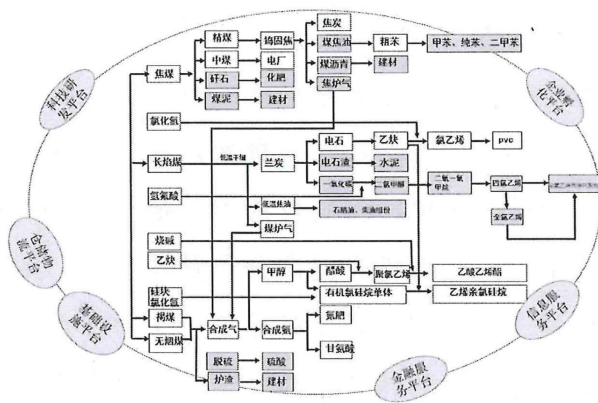 焦煤
精煤
捣固焦
焦炭
煤焦油
粗苯
甲苯、纯苯、二甲苯
中煤
电厂
煤沥青
建材
矸石
化肥
焦炉气
煤泥
建材
氯化氢
电石
乙炔
氯乙烯
pvc
长焰煤
低温干馏
兰炭
电石渣
水泥
一氧化碳
二氯甲醇
二氧一氧
甲烷
四氯乙烯
全氯乙烯
氢氟酸
低温焦油
石脑油、柴油组份
煤炉气
烧碱
乙炔
甲醇
醋酸
聚氯乙烯
乙酸乙烯酯
硅块
氯化氢
有机氯硅烷单体
乙烯亲氯硅烷
褐煤
无烟煤
合成气
合成氨
氮肥
甘氨酸
脱硫
硫酸
炉渣
建材
科技研
发平台
企业孵
化平台
仓储物
流平台
基础设
施平台
信息服
务平台
金融服
务平台